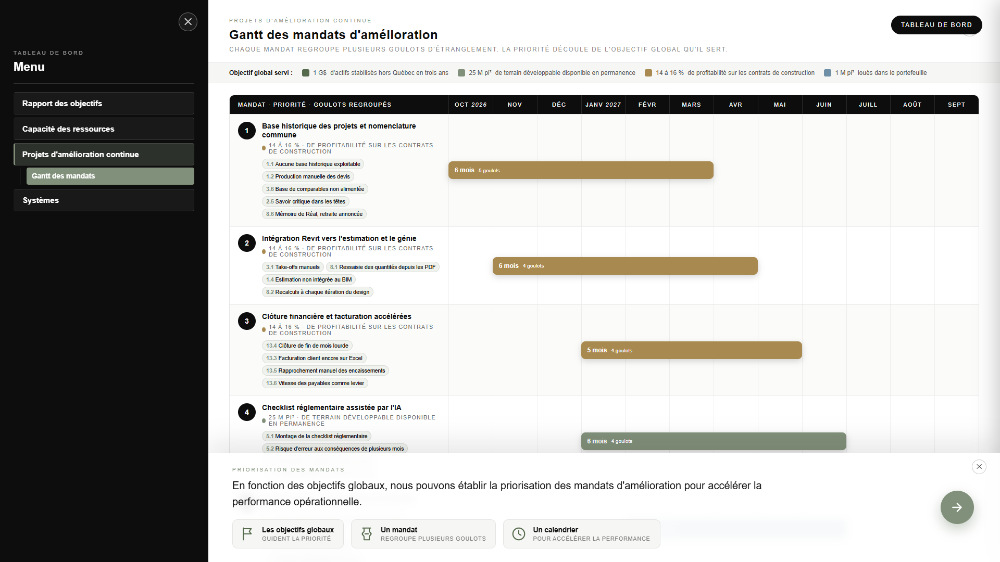 TABLEAU DE BORD
Menu
Rapport des objectifs
Capacité des ressources
Projets d'amélioration continue
Gantt des mandats
Systèmes
PROJETS D'AMÉLIORATION CONTINUE
Gantt des mandats d'amélioration
CHAQUE MANDAT REGROUPE PLUSIEURS GOULOTS D'ÉTRANGLEMENT. LA PRIORITÉ DÉCOULE DE L'OBJECTIF GLOBAL QU'IL SERT.
TABLEAU DE BORD
Objectif global servi : 1 G$ d'actifs stabilisés hors Québec en trois ans 25 M pi² de terrain développable disponible en permanence 14 à 16 % de profitabilité sur les contrats de construction 1 M pi² loués dans le portefeuille
MANDAT · PRIORITÉ · GOULOTS REGROUPÉS OCT 2026 NOV DÉC JANV 2027 FÉVR MARS AVR MAI JUIN JUILL AOÛT SEPT
1 Base historique des projets et nomenclature
commune
14 À 16 % · DE PROFITABILITÉ SUR LES CONTRATS
DE CONSTRUCTION
1.1 Aucune base historique exploitable
1.2 Production manuelle des devis
3.6 Base de comparables non alimentée
2.5 Savoir critique dans les têtes
8.6 Mémoire de Réal, retraite annoncée
6 mois 5 goulots
2 Intégration Revit vers l'estimation et le génie
14 À 16 % · DE PROFITABILITÉ SUR LES CONTRATS
DE CONSTRUCTION
3.1 Take-offs manuels 8.1 Ressaisie des quantités depuis les PDF
1.4 Estimation non intégrée au BIM
8.2 Recalculs à chaque itération du design
6 mois 4 goulots
3 Clôture financière et facturation accélérées
14 À 16 % · DE PROFITABILITÉ SUR LES CONTRATS
DE CONSTRUCTION
13.4 Clôture de fin de mois lourde
13.3 Facturation client encore sur Excel
13.5 Rapprochement manuel des encaissements
13.6 Vitesse des payables comme levier
5 mois 4 goulots
4 Checklist réglementaire assistée par l'IA
25 M PI² · DE TERRAIN DÉVELOPPABLE DISPONIBLE
EN PERMANENCE
5.1 Montage de la checklist réglementaire
5.2 Risque d'erreur aux conséquences de plusieurs mois
6 mois 4 goulots
PRIORISATION DES MANDATS
En fonction des objectifs globaux, nous pouvons établir la priorisation des mandats d'amélioration pour accélérer la
performance opérationnelle.
Les objectifs globaux
GUIDENT LA PRIORITÉ
Un mandat
REGROUPE PLUSIEURS GOULOTS
Un calendrier
POUR ACCÉLÉRER LA PERFORMANCE